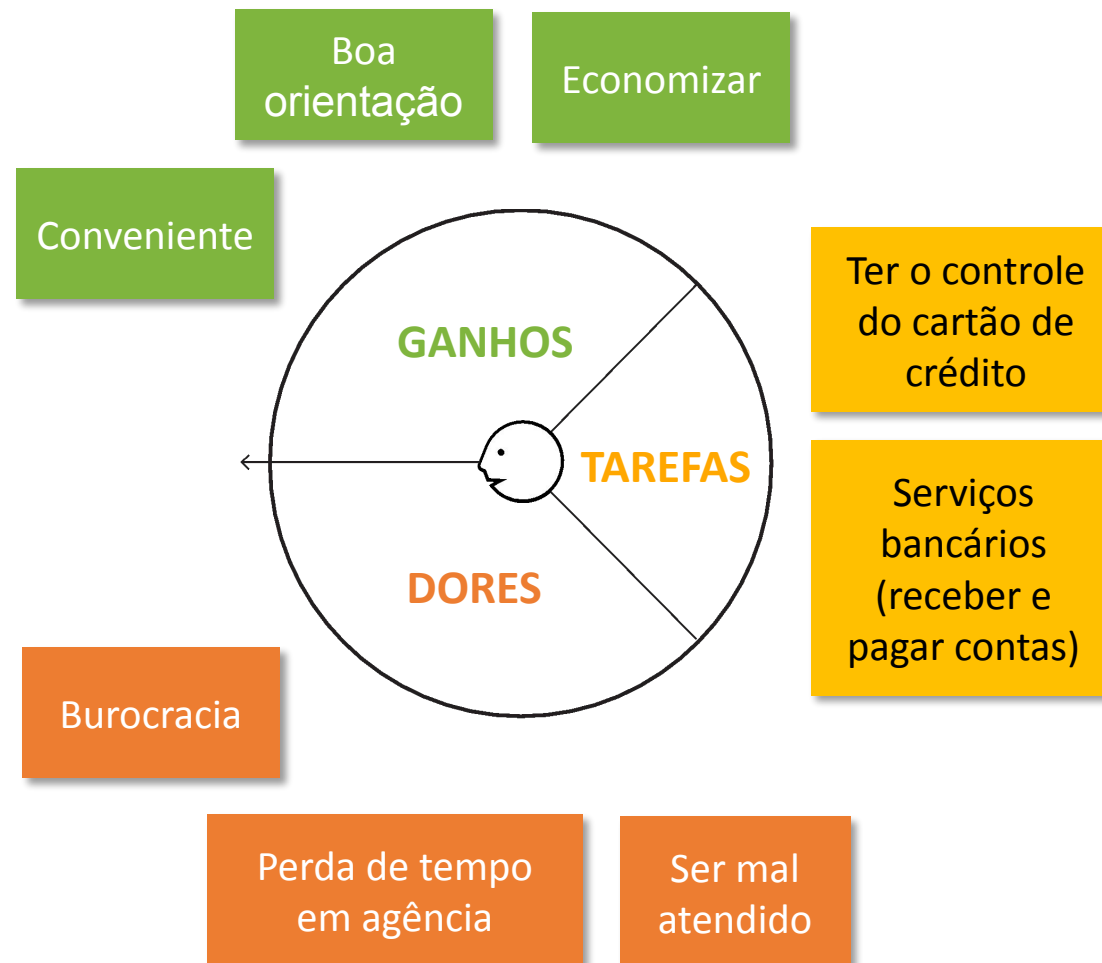 Boa
orientação
Economizar
Conveniente
GANHOS
Ter o controle
do cartão de
crédito
TAREFAS
Serviços
bancários
(receber e
pagar contas)
DORES
Burocracia
Perda de tempo
em agência
Ser mal
atendido